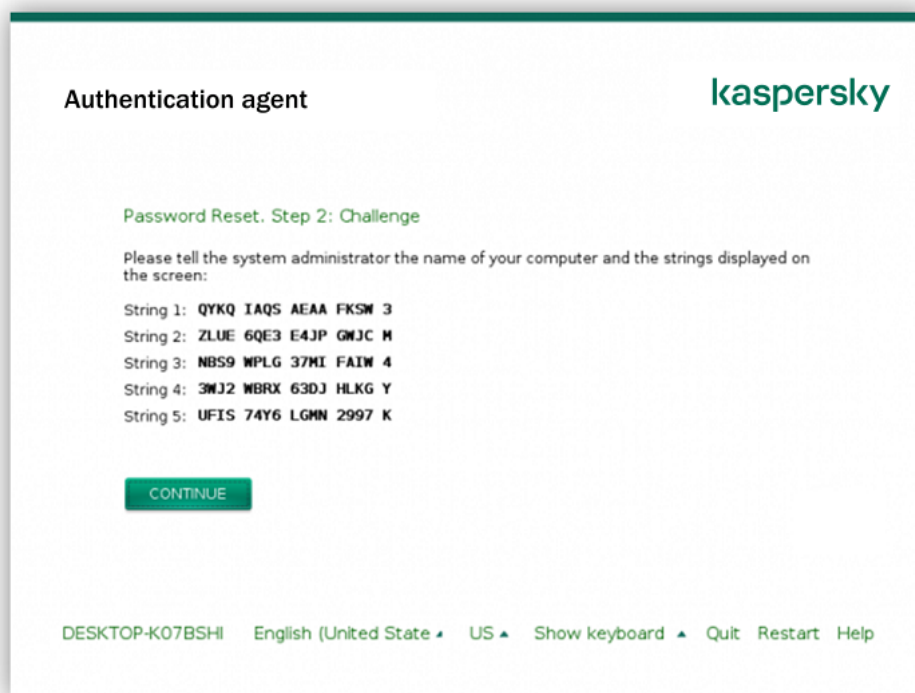 Authentication agent
kaspersky
Password Reset. Step 2: Challenge
Please tell the system administrator the name of your computer and the strings displayed on
the screen:
String 1: QYKQ IAQS AEAA FKSW 3
String 2: ZLUE 6QE3 E4JP GWJC M
String 3: NBS9 WPLG 37MI FAIW 4
String 4: 3WJ2 WBRX 63DJ HLKG Y
String 5: UFIS 74Y6 LGMN 2997 K
CONTINUE
DESKTOP-K07BSHI English (United State US Show keyboard Quit Restart Help